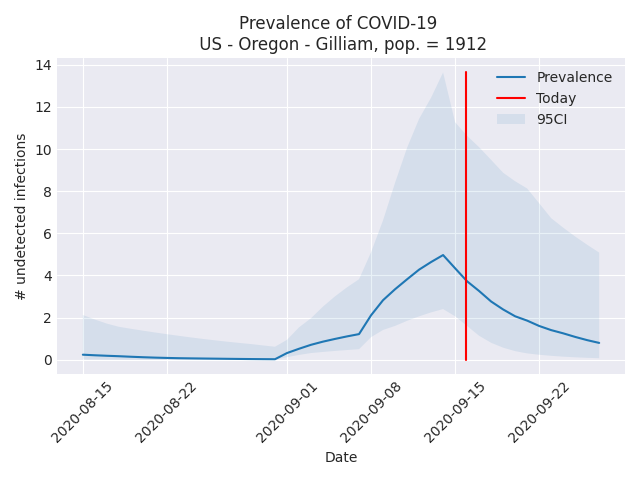 Prevalence of COVID-19
US - Oregon - Gilliam, pop. = 1912
14
12
10
8
6
4
2
0
# undetected infections
Prevalence
Today
95CI
2020-08-15
2020-08-22
2020-09-01
2020-09-08
2020-09-15
2020-09-22
Date